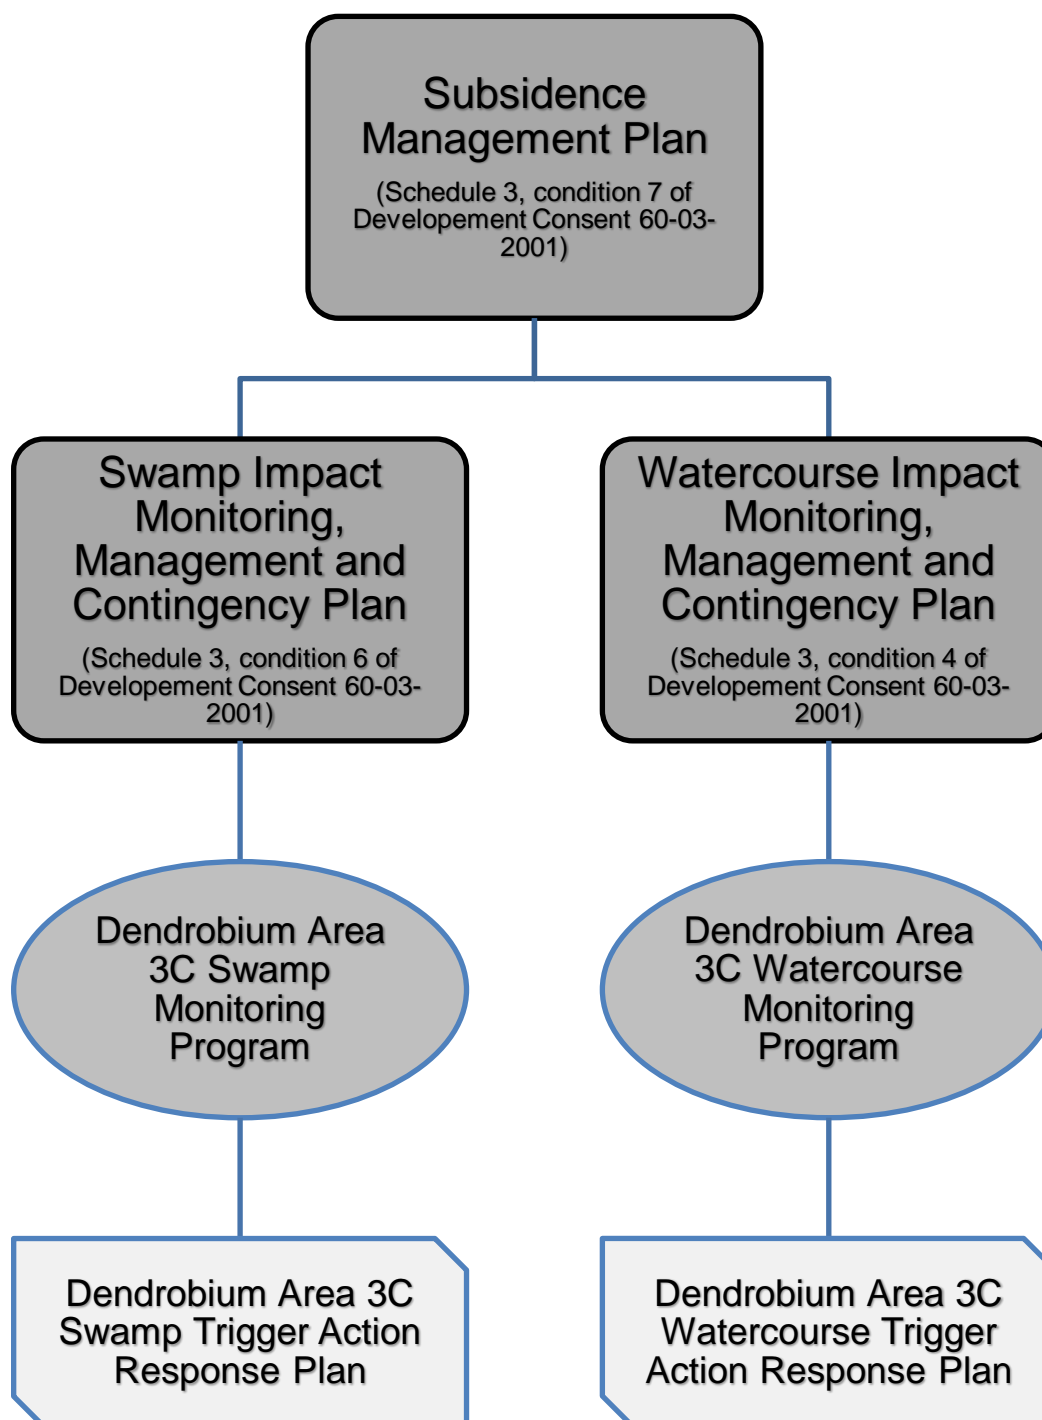 Subsidence
Management Plan
(Schedule 3, condition 7 of
Developement Consent 60-03-
2001)
Swamp Impact
Monitoring,
Management and
Contingency Plan
(Schedule 3, condition 6 of
Developement Consent 60-03-
2001)
Watercourse Impact
Monitoring,
Management and
Contingency Plan
(Schedule 3, condition 4 of
Developement Consent 60-03-
2001)
Dendrobium Area
3C Swamp
Monitoring
Program
Dendrobium Area
3C Watercourse
Monitoring
Program
Dendrobium Area 3C
Swamp Trigger Action
Response Plan
Dendrobium Area 3C
Watercourse Trigger
Action Response Plan